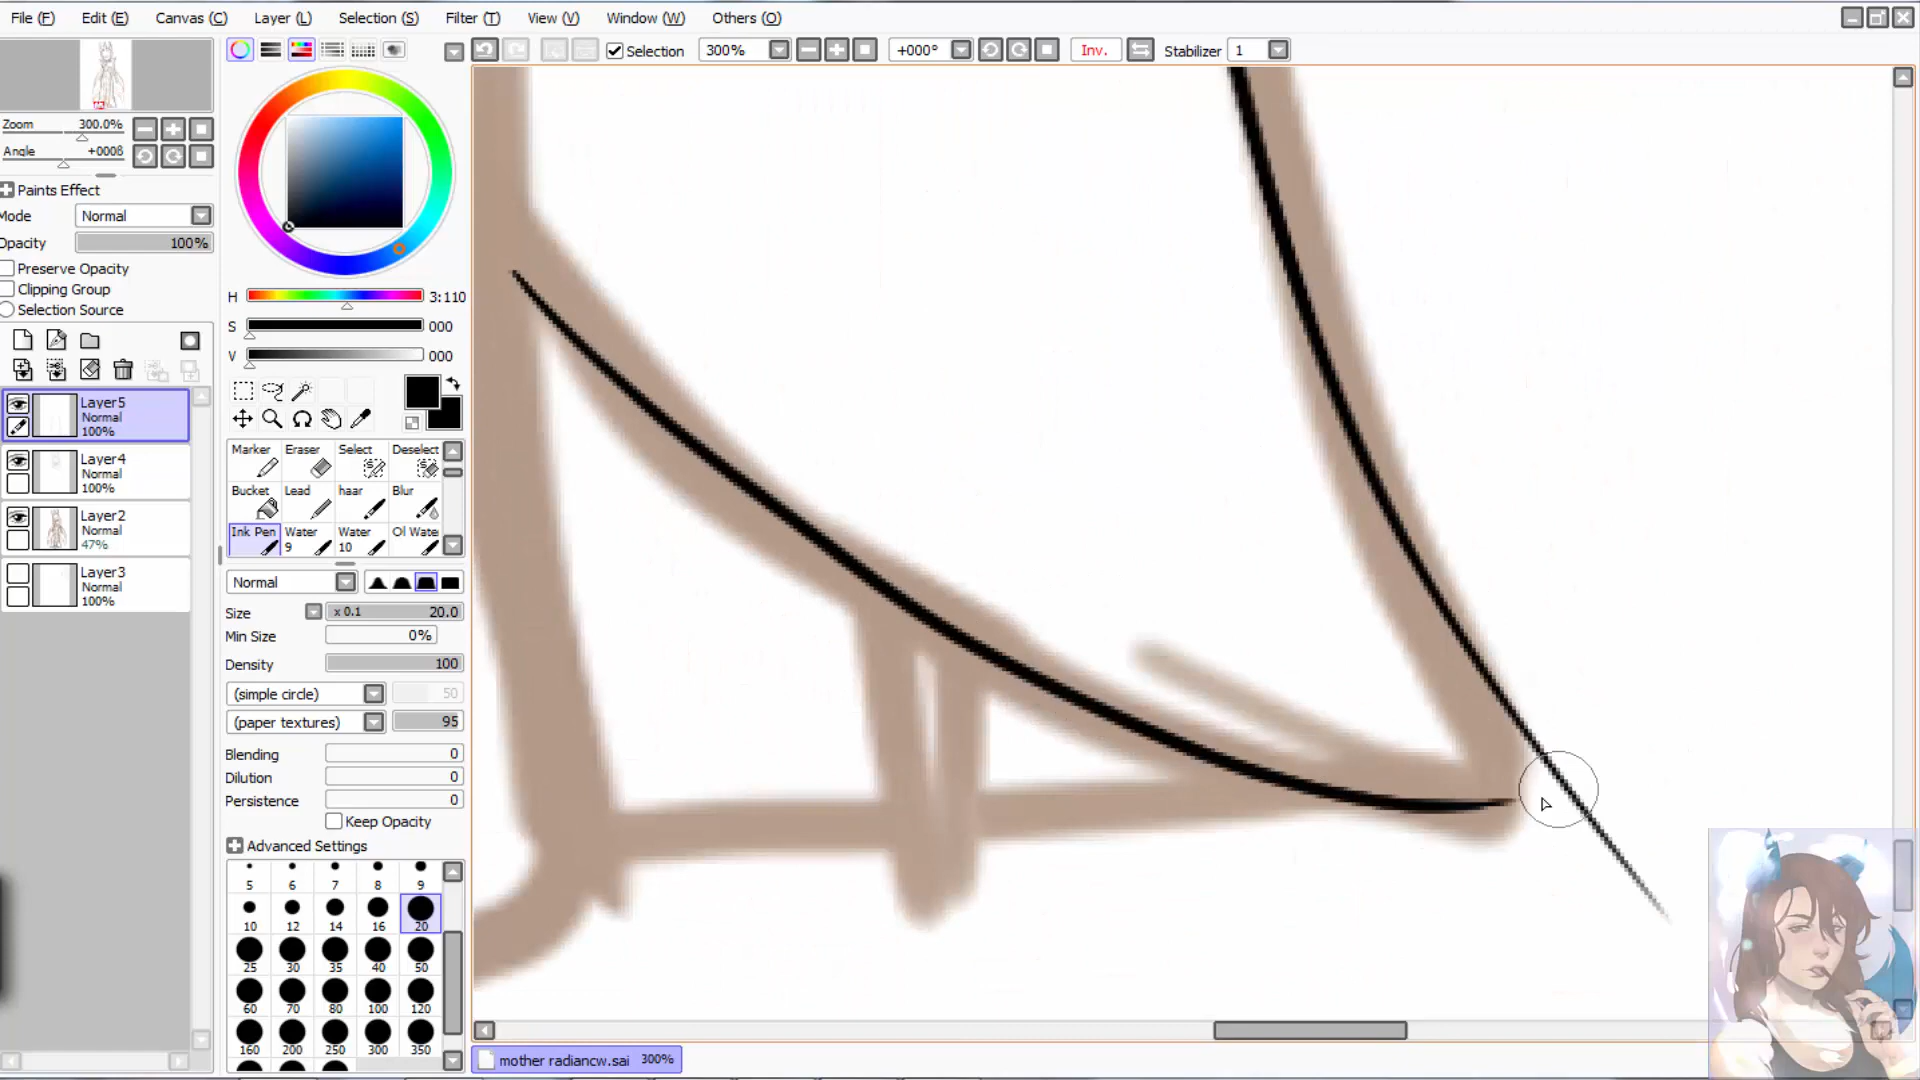 File (F) Edit (E) Canvas (C) Layer (L) Selection (S) Filter (T) View (V) Window (W) Others (O)
Selection 300% +000° Inv. Stabilizer 1
Zoom 300.0%
Angle +000ß
Paints Effect
Mode Normal
Opacity 100%
Preserve Opacity
Clipping Group
Selection Source
Layer5
Normal
100%
Layer4
Normal
100%
Layer2
Normal
47%
Layer3
Normal
100%
H 3:110
S 000
V 000
Marker Eraser Select Deselect
Bucket Lead haar Blur
Ink Pen Water 9 Water 10 Ol Wate
Normal
Size x 0.1 20.0
Min Size 0%
Density 100
(simple circle) 50
(paper textures) 95
Blending 0
Dilution 0
Persistence 0
Keep Opacity
Advanced Settings
5 6 7 8 9
10 12 14 16 20
25 30 35 40 50
60 70 80 100 120
160 200 250 300 350
mother radiancw.sai 300%